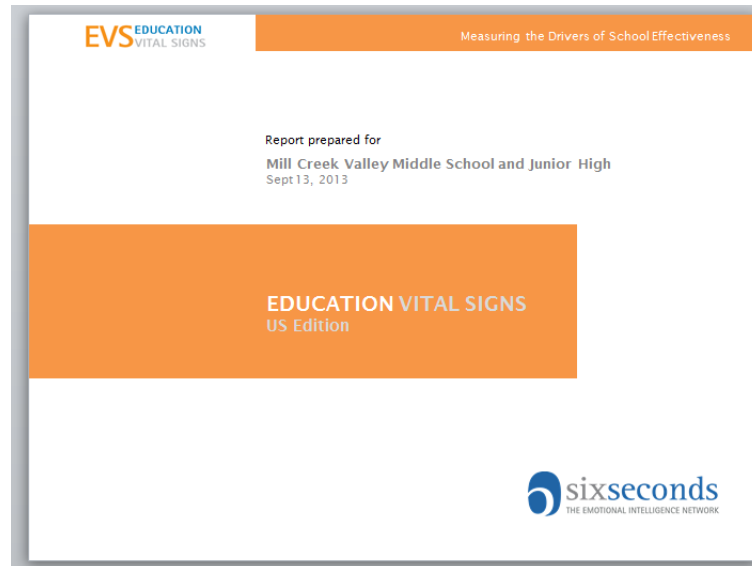 EVS EDUCATION
VITAL SIGNS
Measuring the Drivers of School Effectiveness
Report prepared for
Mill Creek Valley Middle School and Junior High
Sept 13, 2013
EDUCATION VITAL SIGNS
US Edition
sixseconds
THE EMOTIONAL INTELLIGENCE NETWORK